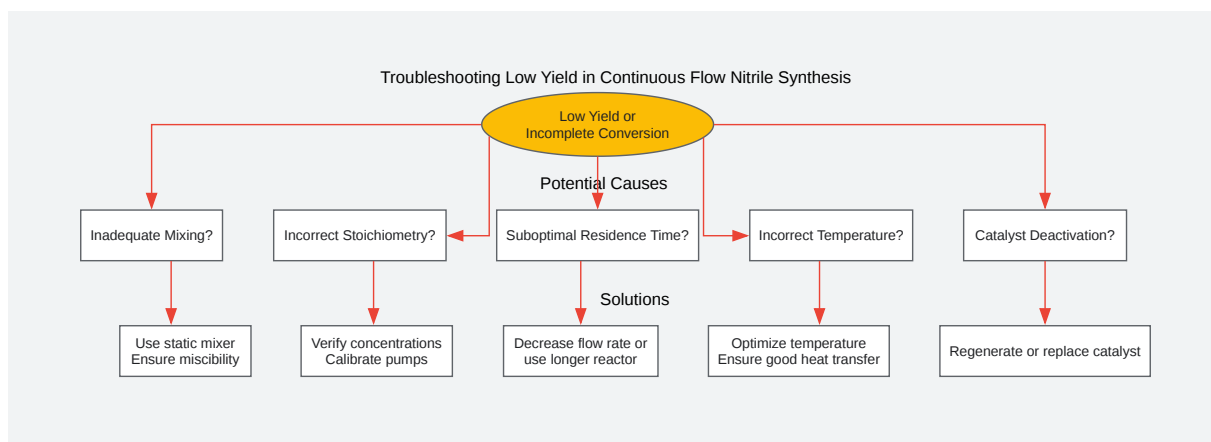 Troubleshooting Low Yield in Continuous Flow Nitrile Synthesis
Low Yield or
Incomplete Conversion
Potential Causes
Inadequate Mixing?
Incorrect Stoichiometry?
Suboptimal Residence Time?
Incorrect Temperature?
Catalyst Deactivation?
Solutions
Use static mixer
Ensure miscibility
Verify concentrations
Calibrate pumps
Decrease flow rate or
use longer reactor
Optimize temperature
Ensure good heat transfer
Regenerate or replace catalyst